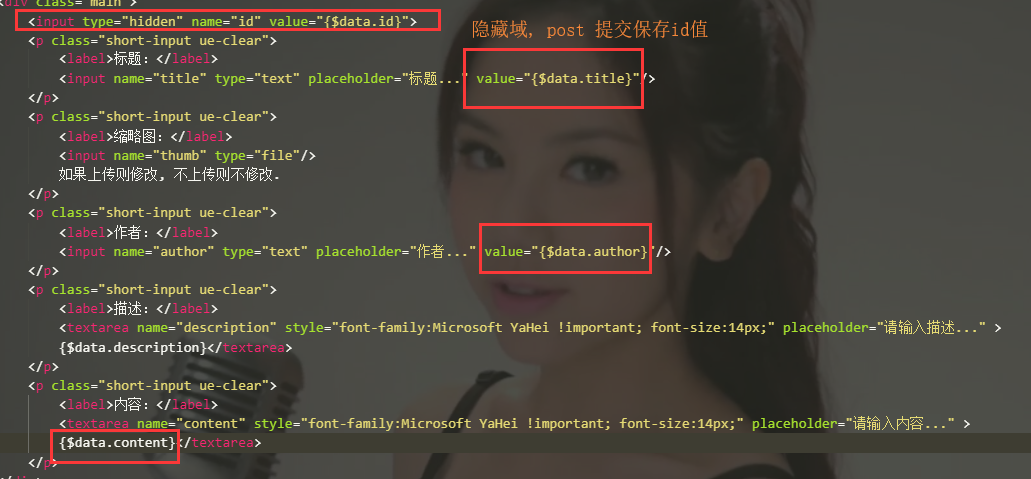 <div class="main">
<input type="hidden" name="id" value="{$data.id}">
隐藏域, post 提交保存id值
<p class="short-input ue-clear">
<label>标题：</label>
<input name="title" type="text" placeholder="标题..." value="{$data.title}"/>
</p>
<p class="short-input ue-clear">
<label>缩略图：</label>
<input name="thumb" type="file"/>
如果上传则修改, 不上传则不修改.
</p>
<p class="short-input ue-clear">
<label>作者：</label>
<input name="author" type="text" placeholder="作者..." value="{$data.author}"/>
</p>
<p class="short-input ue-clear">
<label>描述：</label>
<textarea name="description" style="font-family:Microsoft YaHei !important; font-size:14px;" placeholder="请输入描述..." >
{$data.description}</textarea>
</p>
<p class="short-input ue-clear">
<label>内容：</label>
<textarea name="content" style="font-family:Microsoft YaHei !important; font-size:14px;" placeholder="请输入内容..." >
{$data.content}</textarea>
</p>